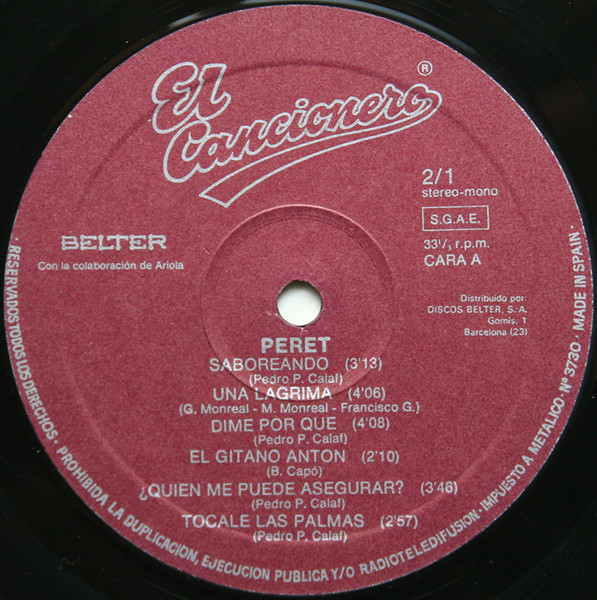 El
Cancionero
®
2/1
stereo-mono
S.G.A.E.
33⅓ r.p.m.
CARA A
BELTER
Con la colaboración de Ariola
Distribuido por:
DISCOS BELTER, S.A.
Gomis, 1
Barcelona (23)
PERET
SABOREANDO (3'13)
(Pedro P. Calaf)
UNA LAGRIMA (4'06)
(G. Monreal - M. Monreal - Francisco G.)
DIME POR QUE (4'08)
(Pedro P. Calaf)
EL GITANO ANTON (2'10)
(B. Capó)
¿QUIEN ME PUEDE ASEGURAR? (3'46)
(Pedro P. Calaf)
TOCALE LAS PALMAS (2'57)
(Pedro P. Calaf)
· RESERVADOS TODOS LOS DERECHOS · PROHIBIDA LA DUPLICACION, EJECUCION PUBLICA Y/O RADIOTELEDIFUSION · IMPUESTO A METALICO · Nº 3730 · MADE IN SPAIN ·